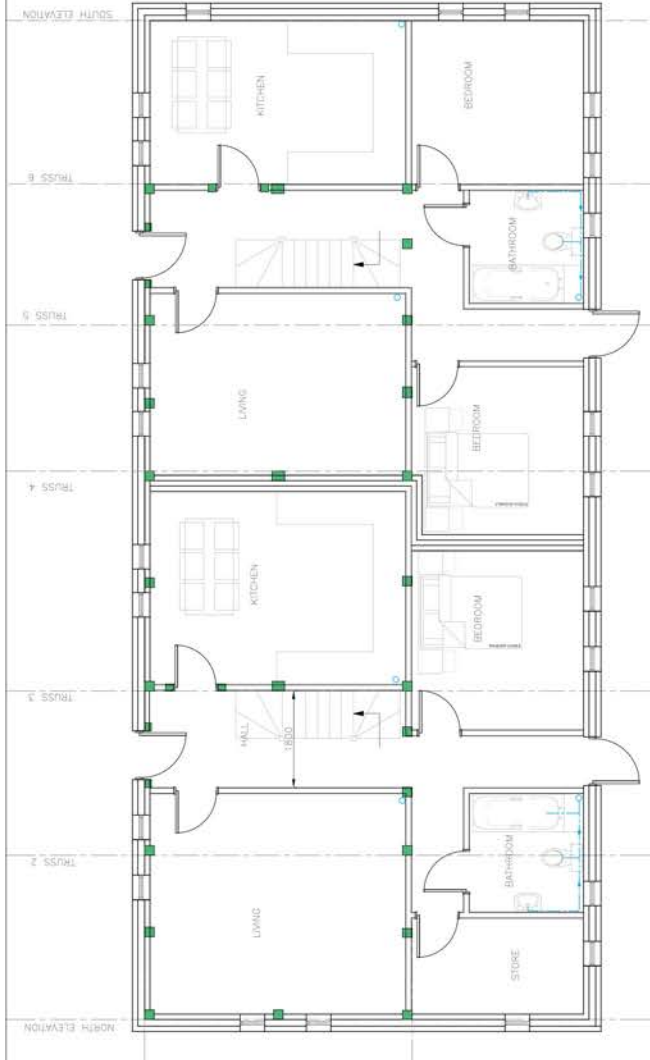 SOUTH ELEVATION
KITCHEN
BEDROOM
TRUSS 6
BATHROOM
TRUSS 5
LIVING
BEDROOM
TRUSS 4
KITCHEN
BEDROOM
TRUSS 3
HALL
1800
TRUSS 2
BATHROOM
LIVING
STORE
NORTH ELEVATION